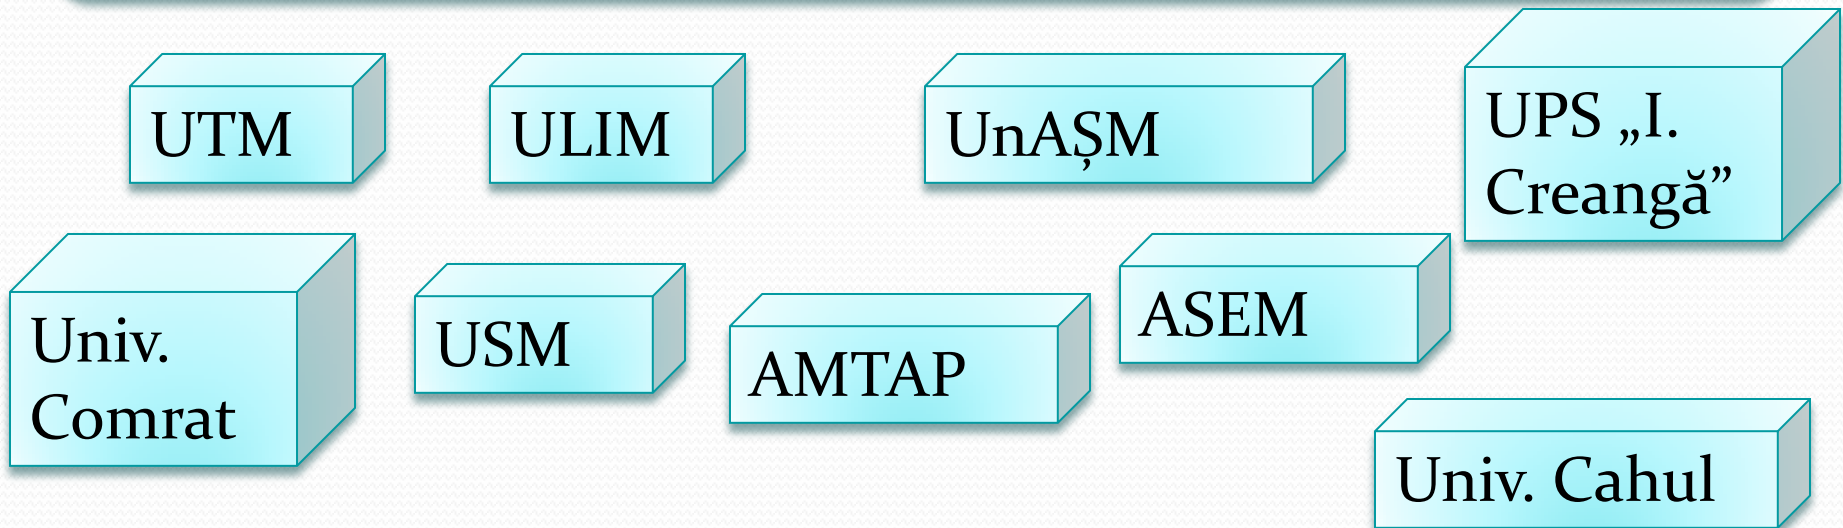 UTM
ULIM
UnAȘM
UPS „I.
Creangă”
Univ.
Comrat
USM
AMTAP
ASEM
Univ. Cahul